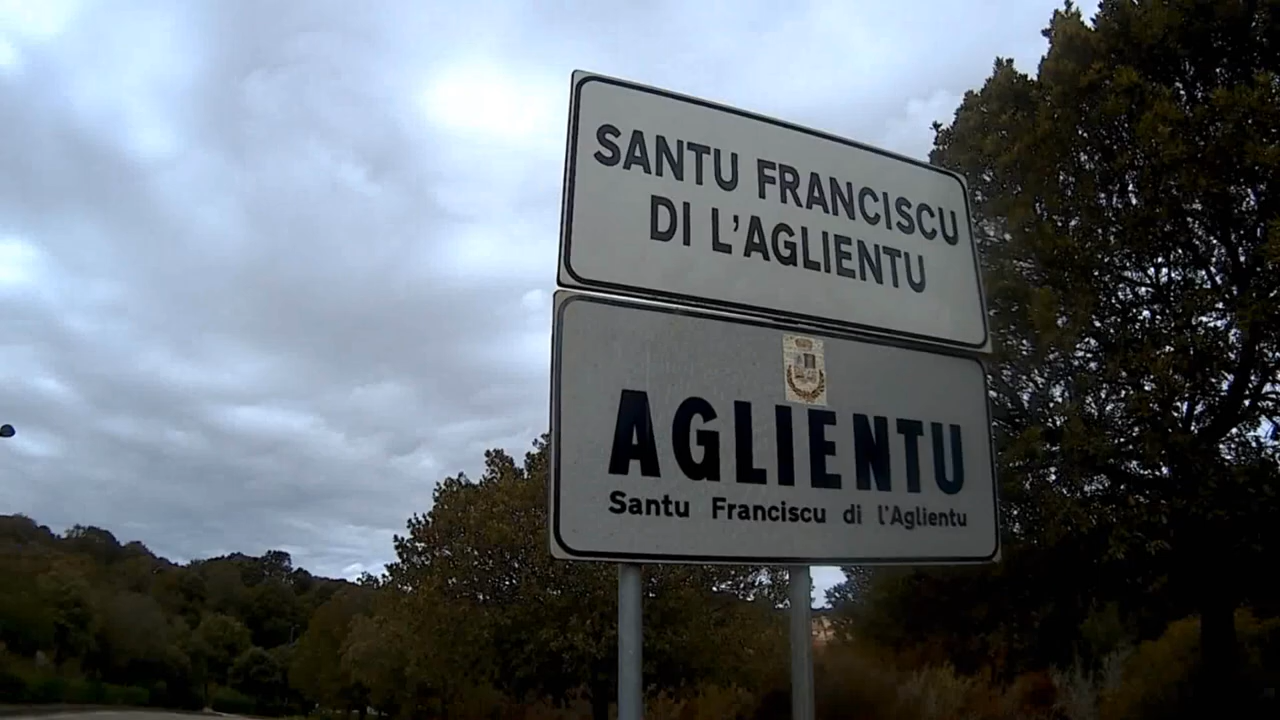 SANTU FRANCISCU
DI L'AGLIENTU
AGLIENTU
Santu Franciscu di l'Aglientu